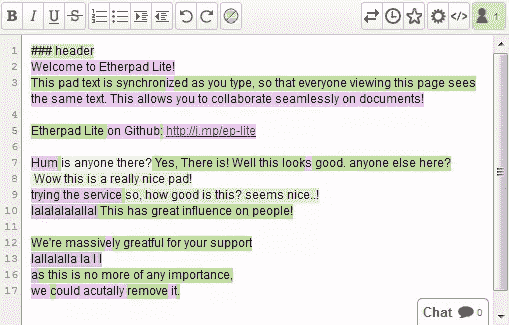 B I U S </> 1
1 ### header
2 Welcome to Etherpad Lite!
3 This pad text is synchronized as you type, so that everyone viewing this page sees
the same text. This allows you to collaborate seamlessly on documents!
4
5 Etherpad Lite on Github: http://j.mp/ep-lite
6
7 Hum is anyone there? Yes, There is! Well this looks good. anyone else here?
8 Wow this is a really nice pad!
9 trying the service so, how good is this? seems nice..!
10 lalalalalallal This has great influence on people!
11
12 We're massively greatful for your support
13 lallalalla la l l
16 as this is no more of any importance,
17 we could acutally remove it.
Chat 0